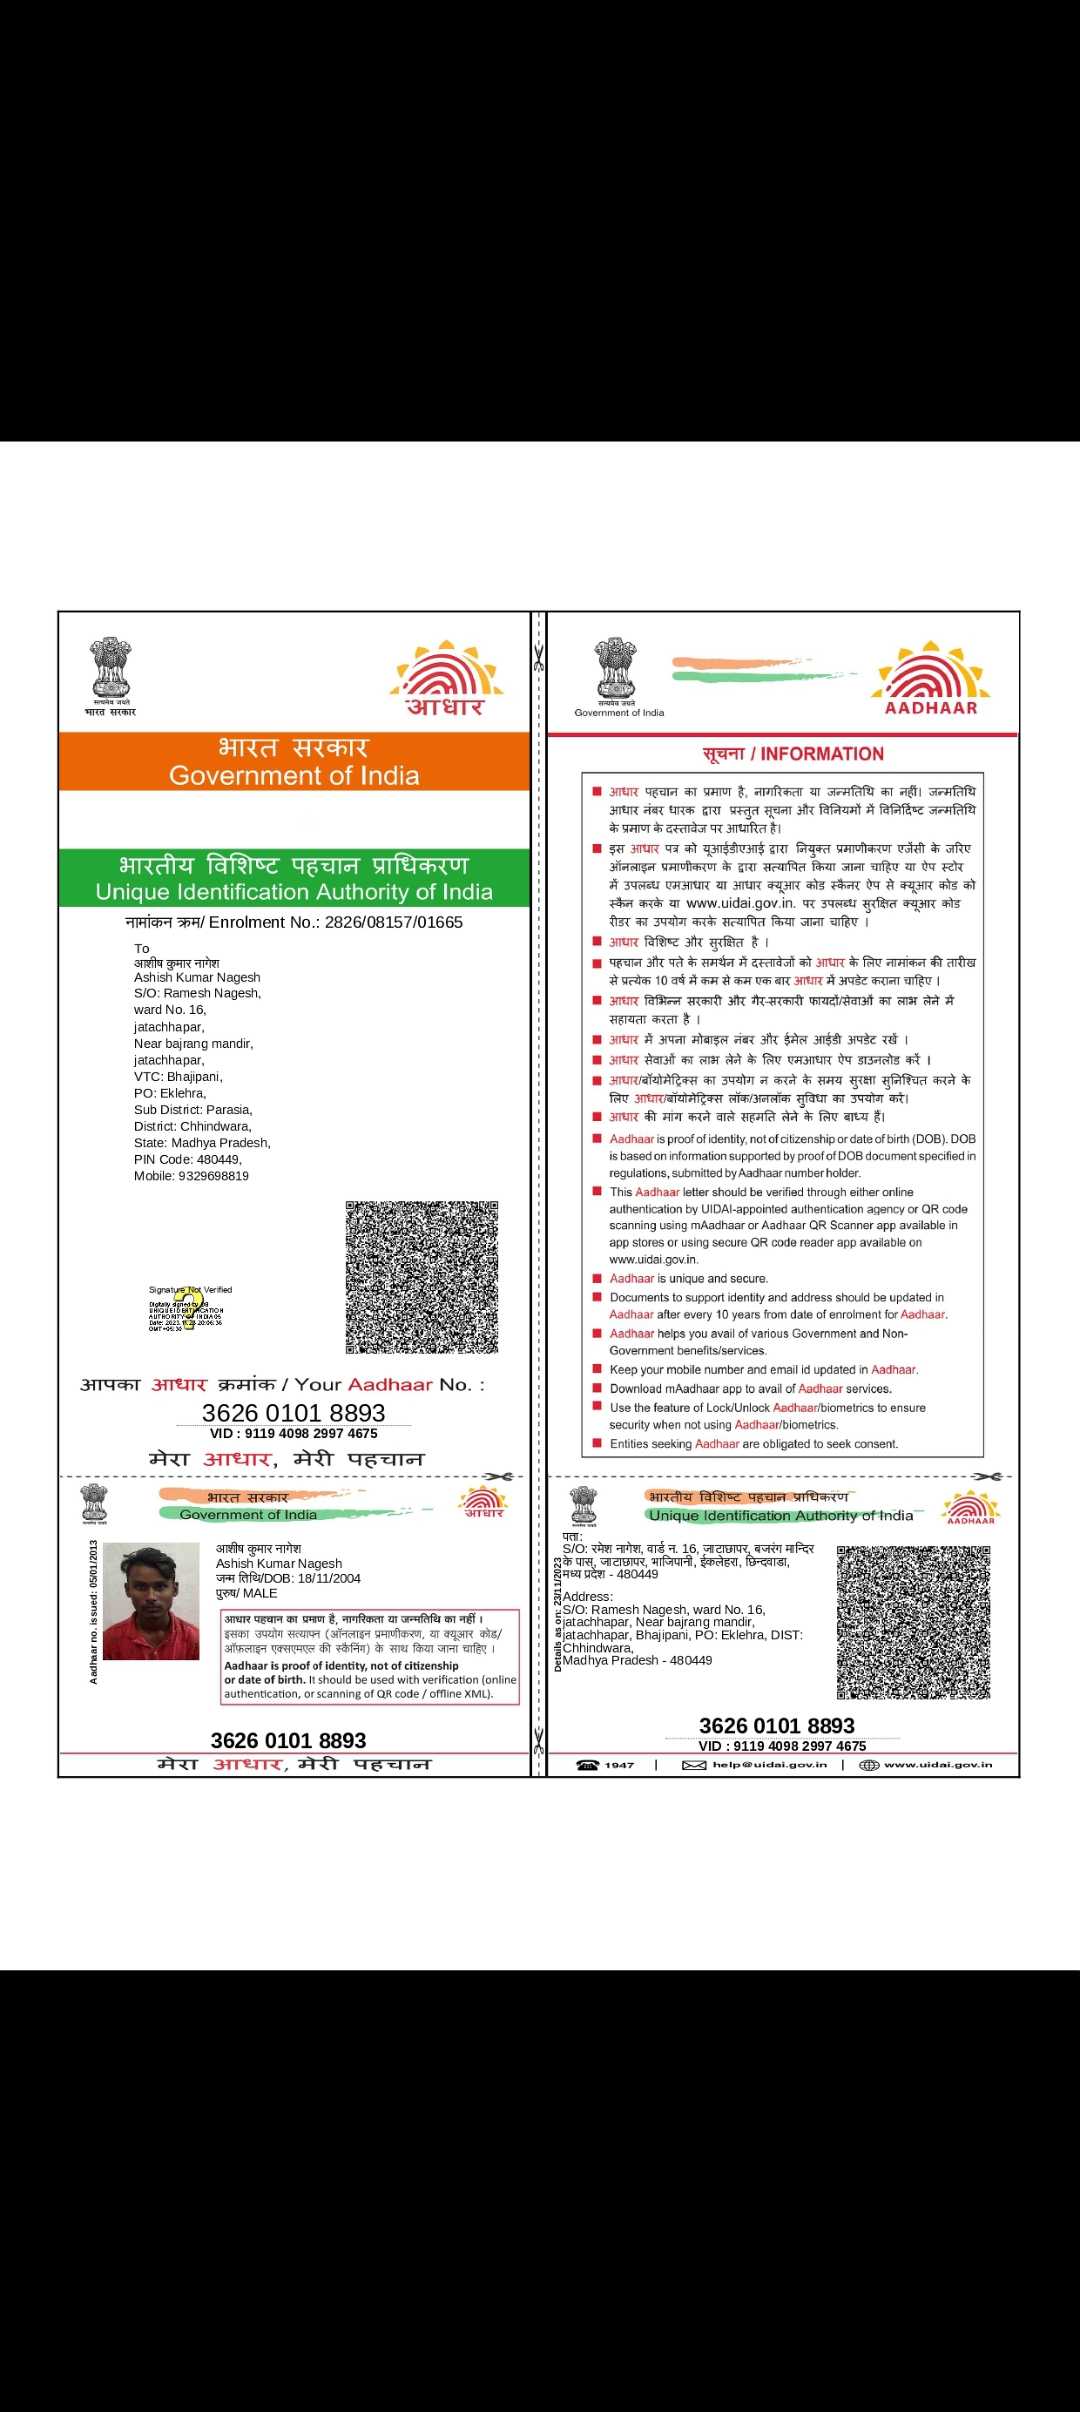 सत्यमेव जयते
भारत सरकार
आधार
भारत सरकार
Government of India
भारतीय विशिष्ट पहचान प्राधिकरण
Unique Identification Authority of India
नामांकन क्रम/ Enrolment No.: 2826/08157/01665
To
आशीष कुमार नागेश
Ashish Kumar Nagesh
S/O: Ramesh Nagesh,
ward No. 16,
jatachhapar,
Near bajrang mandir,
jatachhapar,
VTC: Bhajipani,
PO: Eklehra,
Sub District: Parasia,
District: Chhindwara,
State: Madhya Pradesh,
PIN Code: 480449,
Mobile: 9329698819
Signature Not Verified
Digitally signed by DS
UNIQUE IDENTIFICATION
AUTHORITY OF INDIA 05
आपका आधार क्रमांक / Your Aadhaar No. :
3626 0101 8893
VID : 9119 4098 2997 4675
मेरा आधार, मेरी पहचान
सत्यमेव जयते
Government of India
AADHAAR
सूचना / INFORMATION
आधार पहचान का प्रमाण है, नागरिकता या जन्मतिथि का नहीं। जन्मतिथि
आधार नंबर धारक द्वारा प्रस्तुत सूचना और विनियमों में विनिर्दिष्ट जन्मतिथि
के प्रमाण के दस्तावेज पर आधारित है।
इस आधार पत्र को यूआईडीएआई द्वारा नियुक्त प्रमाणीकरण एजेंसी के जरिए
ऑनलाइन प्रमाणीकरण के द्वारा सत्यापित किया जाना चाहिए या ऐप स्टोर
में उपलब्ध एमआधार या आधार क्यूआर कोड स्कैनर ऐप से क्यूआर कोड को
स्कैन करके या www.uidai.gov.in. पर उपलब्ध सुरक्षित क्यूआर कोड
रीडर का उपयोग करके सत्यापित किया जाना चाहिए ।
आधार विशिष्ट और सुरक्षित है ।
पहचान और पते के समर्थन में दस्तावेजों को आधार के लिए नामांकन की तारीख
से प्रत्येक 10 वर्ष में कम से कम एक बार आधार में अपडेट कराना चाहिए ।
आधार विभिन्न सरकारी और गैर-सरकारी फायदों/सेवाओं का लाभ लेने में
सहायता करता है ।
आधार में अपना मोबाइल नंबर और ईमेल आईडी अपडेट रखें ।
आधार सेवाओं का लाभ लेने के लिए एमआधार ऐप डाउनलोड करें ।
आधार/बॉयोमेट्रिक्स का उपयोग न करने के समय सुरक्षा सुनिश्चित करने के
लिए आधार/बॉयोमेट्रिक्स लॉक/अनलॉक सुविधा का उपयोग करें।
आधार की मांग करने वाले सहमति लेने के लिए बाध्य हैं।
Aadhaar is proof of identity, not of citizenship or date of birth (DOB). DOB
is based on information supported by proof of DOB document specified in
regulations, submitted by Aadhaar number holder.
This Aadhaar letter should be verified through either online
authentication by UIDAI-appointed authentication agency or QR code
scanning using mAadhaar or Aadhaar QR Scanner app available in
app stores or using secure QR code reader app available on
www.uidai.gov.in.
Aadhaar is unique and secure.
Documents to support identity and address should be updated in
Aadhaar after every 10 years from date of enrolment for Aadhaar.
Aadhaar helps you avail of various Government and Non-
Government benefits/services.
Keep your mobile number and email id updated in Aadhaar.
Download mAadhaar app to avail of Aadhaar services.
Use the feature of Lock/Unlock Aadhaar/biometrics to ensure
security when not using Aadhaar/biometrics.
Entities seeking Aadhaar are obligated to seek consent.
भारत सरकार
Government of India
आधार
Aadhaar no. issued: 05/01/2013
आशीष कुमार नागेश
Ashish Kumar Nagesh
जन्म तिथि/DOB: 18/11/2004
पुरुष/ MALE
आधार पहचान का प्रमाण है, नागरिकता या जन्मतिथि का नहीं ।
इसका उपयोग सत्यापन (ऑनलाइन प्रमाणीकरण, या क्यूआर कोड/
ऑफ़लाइन एक्सएमएल की स्कैनिंग) के साथ किया जाना चाहिए ।
Aadhaar is proof of identity, not of citizenship
or date of birth. It should be used with verification (online
authentication, or scanning of QR code / offline XML).
3626 0101 8893
मेरा आधार, मेरी पहचान
भारतीय विशिष्ट पहचान प्राधिकरण
Unique Identification Authority of India
AADHAAR
Details as on: 23/11/2023
पता:
S/O: रमेश नागेश, वार्ड न. 16, जाटाछापर, बजरंग मान्दिर
के पास, जाटाछापर, भाजिपानी, ईकलेहरा, छिन्दवाडा,
मध्य प्रदेश - 480449
Address:
S/O: Ramesh Nagesh, ward No. 16,
jatachhapar, Near bajrang mandir,
jatachhapar, Bhajipani, PO: Eklehra, DIST:
Chhindwara,
Madhya Pradesh - 480449
3626 0101 8893
VID : 9119 4098 2997 4675
1947 | help@uidai.gov.in | www.uidai.gov.in